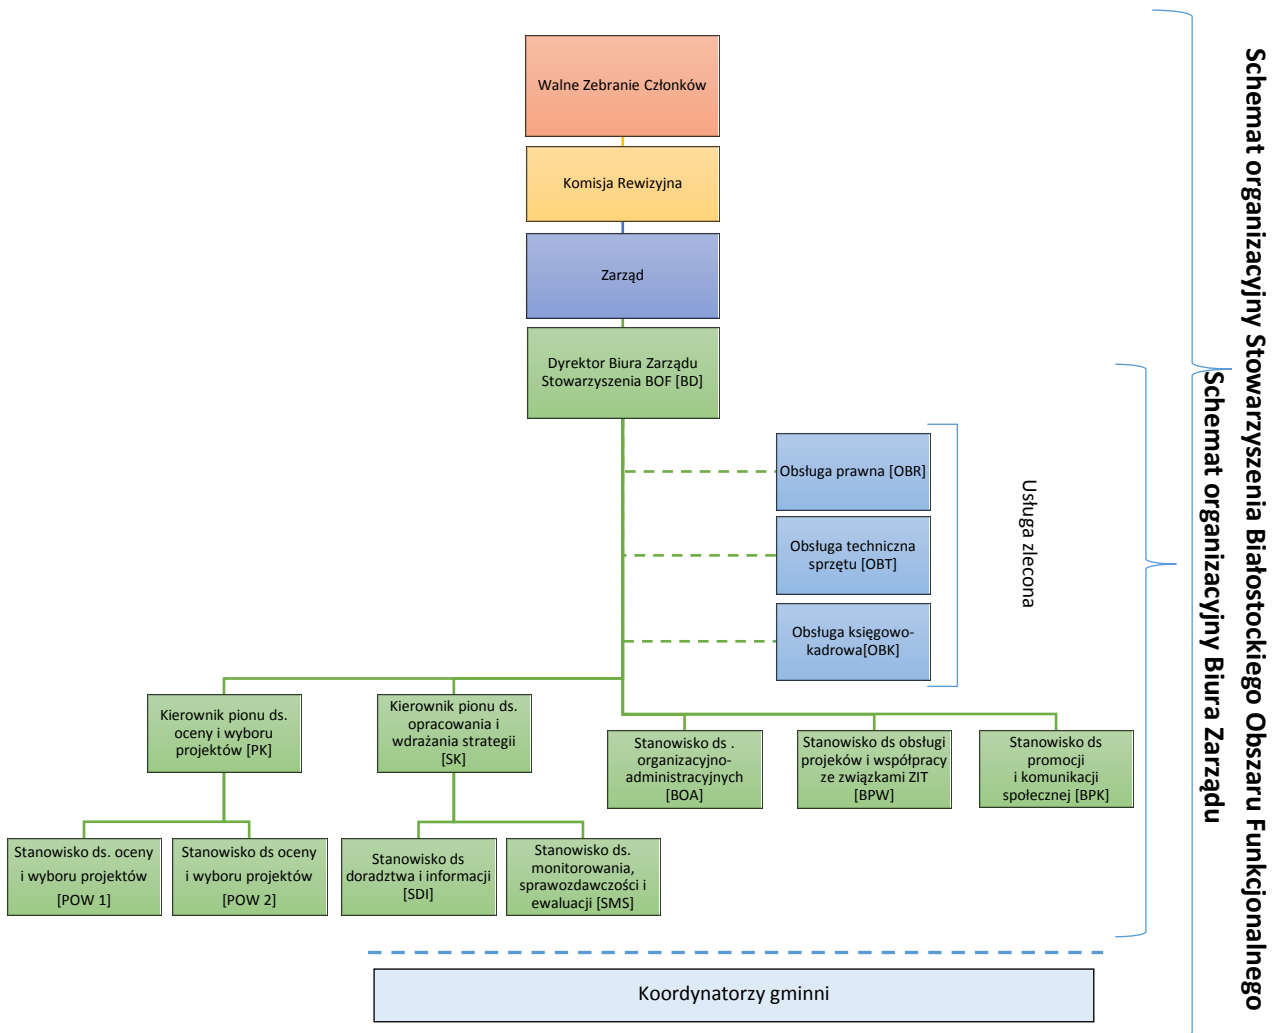 Walne Zebranie Członków
Komisja Rewizyjna
Zarząd
Dyrektor Biura Zarządu
Stowarzyszenia BOF [BD]
Obsługa prawna [OBR]
Obsługa techniczna
sprzętu [OBT]
Obsługa księgowo-
kadrowa[OBK]
Usługa zlecona
Kierownik pionu ds.
oceny i wyboru
projektów [PK]
Kierownik pionu ds.
opracowania i
wdrażania strategii
[SK]
Stanowisko ds .
organizacyjno-
administracyjnych
[BOA]
Stanowisko ds obsługi
projeków i współpracy
ze związkami ZIT
[BPW]
Stanowisko ds
promocji
i komunikacji
społecznej [BPK]
Stanowisko ds. oceny
i wyboru projektów
[POW 1]
Stanowisko ds oceny
i wyboru projektów
[POW 2]
Stanowisko ds
doradztwa i informacji
[SDI]
Stanowisko ds.
monitorowania,
sprawozdawczości i
ewaluacji [SMS]
Koordynatorzy gminni
Schemat organizacyjny Biura Zarządu
Schemat organizacyjny Stowarzyszenia Białostockiego Obszaru Funkcjonalnego